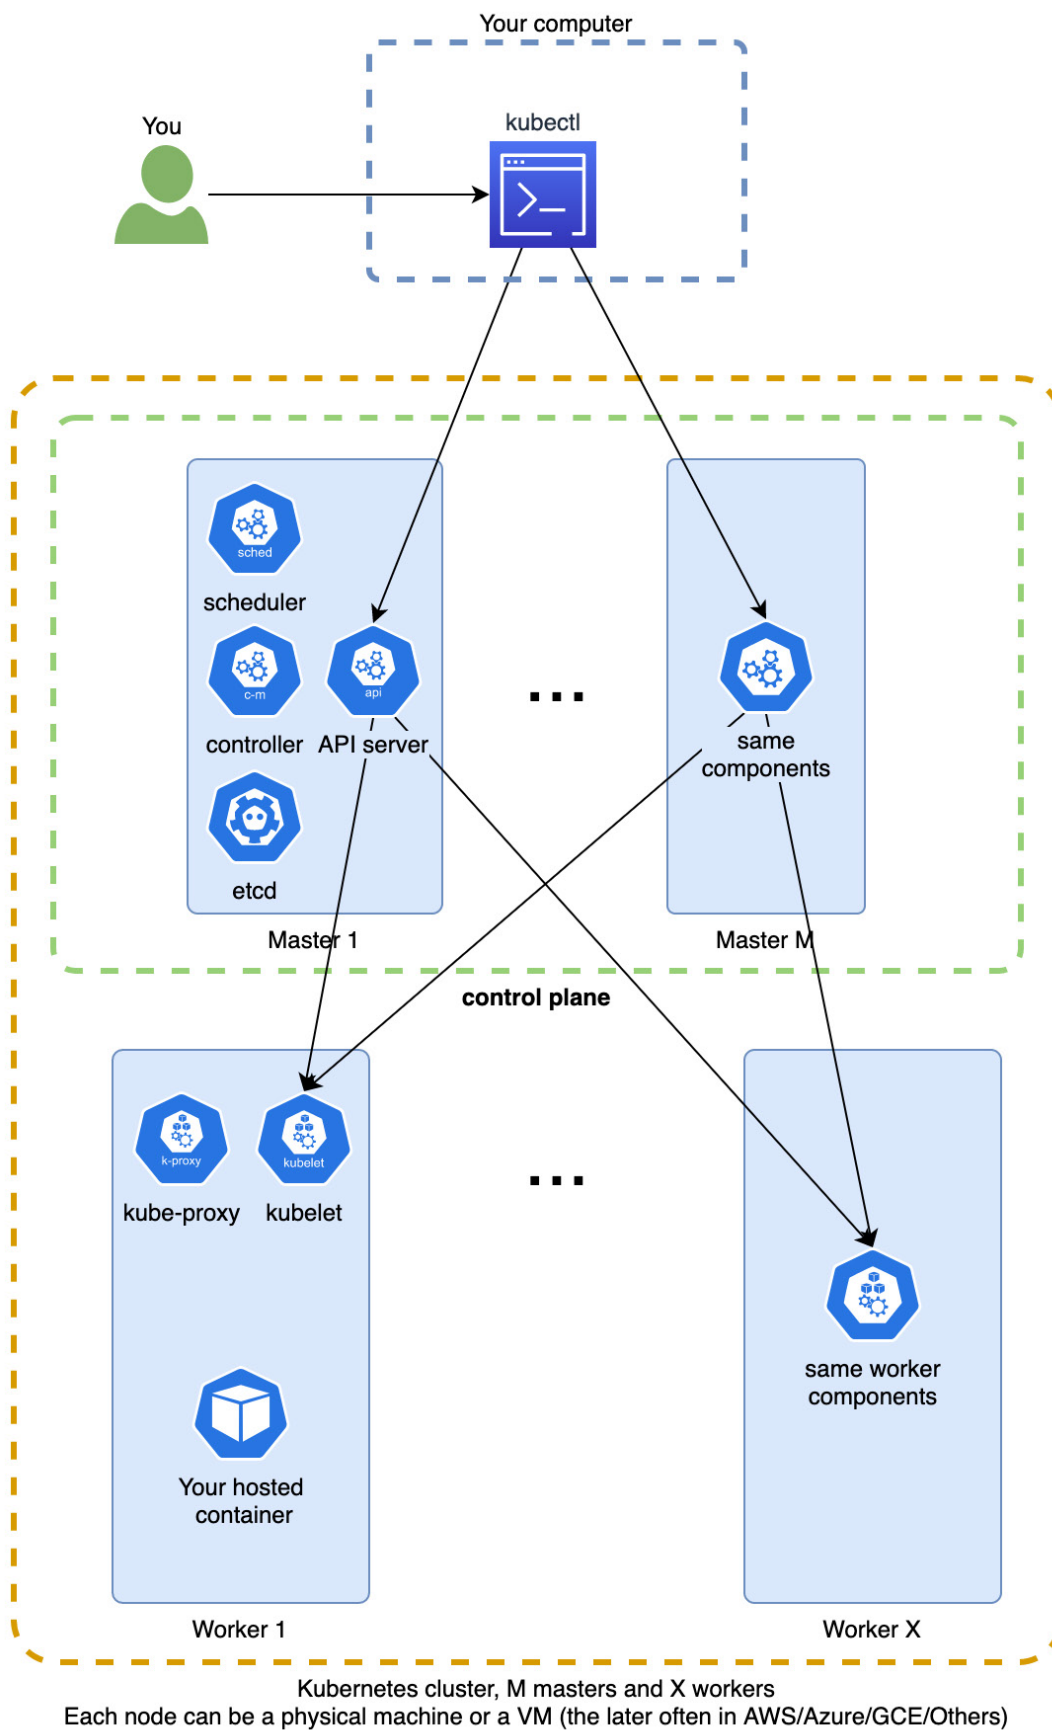 Your computer
You
kubectl
sched
scheduler
c-m
controller
api
API server
etcd
...
same
components
Master 1
Master M
control plane
k-proxy
kube-proxy
kubelet
kubelet
...
same worker
components
Your hosted
container
Worker 1
Worker X
Kubernetes cluster, M masters and X workers
Each node can be a physical machine or a VM (the later often in AWS/Azure/GCE/Others)